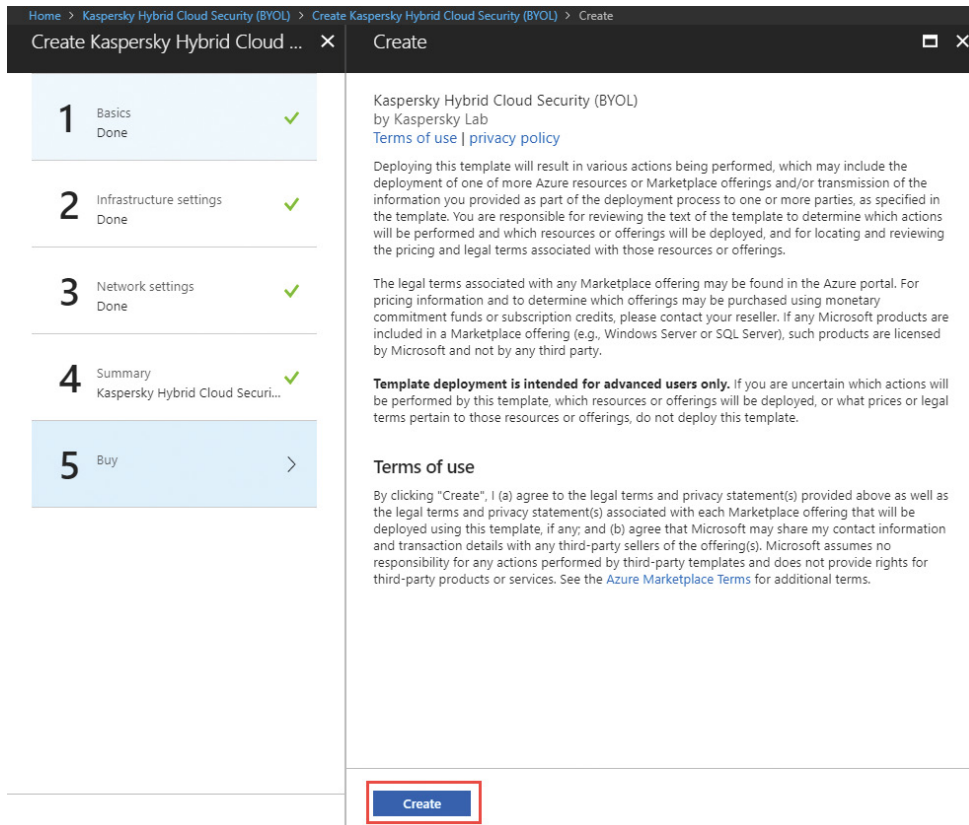 Home > Kaspersky Hybrid Cloud Security (BYOL) > Create Kaspersky Hybrid Cloud Security (BYOL) > Create
Create Kaspersky Hybrid Cloud ...
Create
1
Basics
Done
2
Infrastructure settings
Done
3
Network settings
Done
4
Summary
Kaspersky Hybrid Cloud Securi...
5
Buy
Kaspersky Hybrid Cloud Security (BYOL)
by Kaspersky Lab
Terms of use | privacy policy
Deploying this template will result in various actions being performed, which may include the
deployment of one of more Azure resources or Marketplace offerings and/or transmission of the
information you provided as part of the deployment process to one or more parties, as specified in
the template. You are responsible for reviewing the text of the template to determine which actions
will be performed and which resources or offerings will be deployed, and for locating and reviewing
the pricing and legal terms associated with those resources or offerings.
The legal terms associated with any Marketplace offering may be found in the Azure portal. For
pricing information and to determine which offerings may be purchased using monetary
commitment funds or subscription credits, please contact your reseller. If any Microsoft products are
included in a Marketplace offering (e.g., Windows Server or SQL Server), such products are licensed
by Microsoft and not by any third party.
Template deployment is intended for advanced users only. If you are uncertain which actions will
be performed by this template, which resources or offerings will be deployed, or what prices or legal
terms pertain to those resources or offerings, do not deploy this template.
Terms of use
By clicking "Create", I (a) agree to the legal terms and privacy statement(s) provided above as well as
the legal terms and privacy statement(s) associated with each Marketplace offering that will be
deployed using this template, if any; and (b) agree that Microsoft may share my contact information
and transaction details with any third-party sellers of the offering(s). Microsoft assumes no
responsibility for any actions performed by third-party templates and does not provide rights for
third-party products or services. See the Azure Marketplace Terms for additional terms.
Create